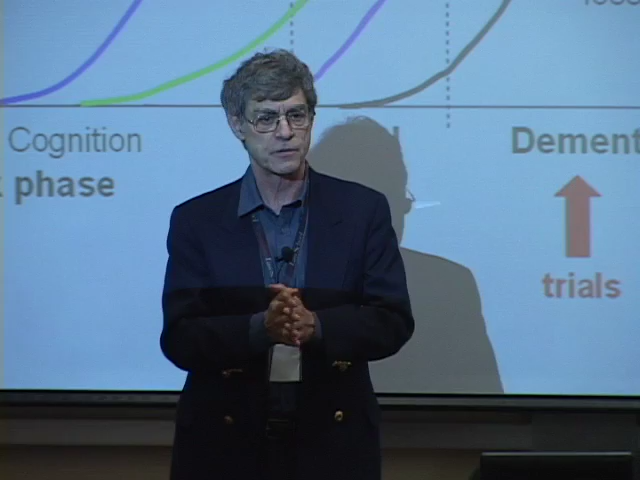 Cognition
phase
Dement
trials